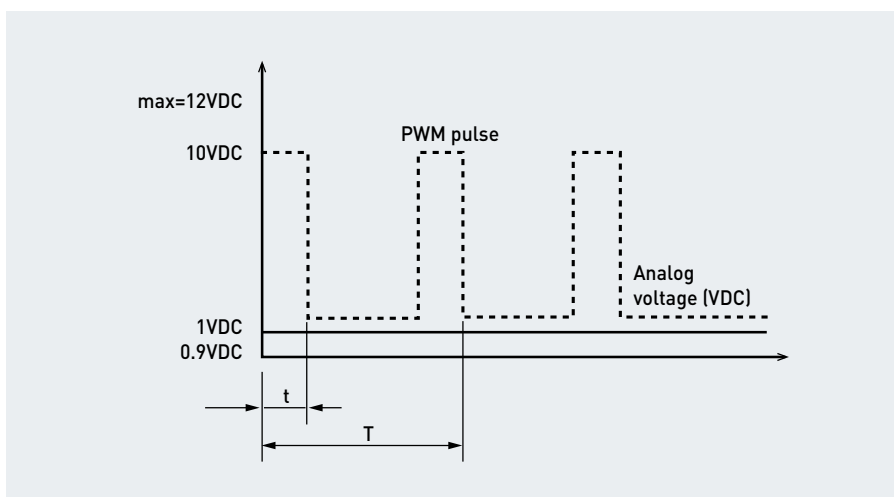 max=12VDC
10VDC
PWM pulse
Analog
voltage (VDC)
1VDC
0.9VDC
t
T